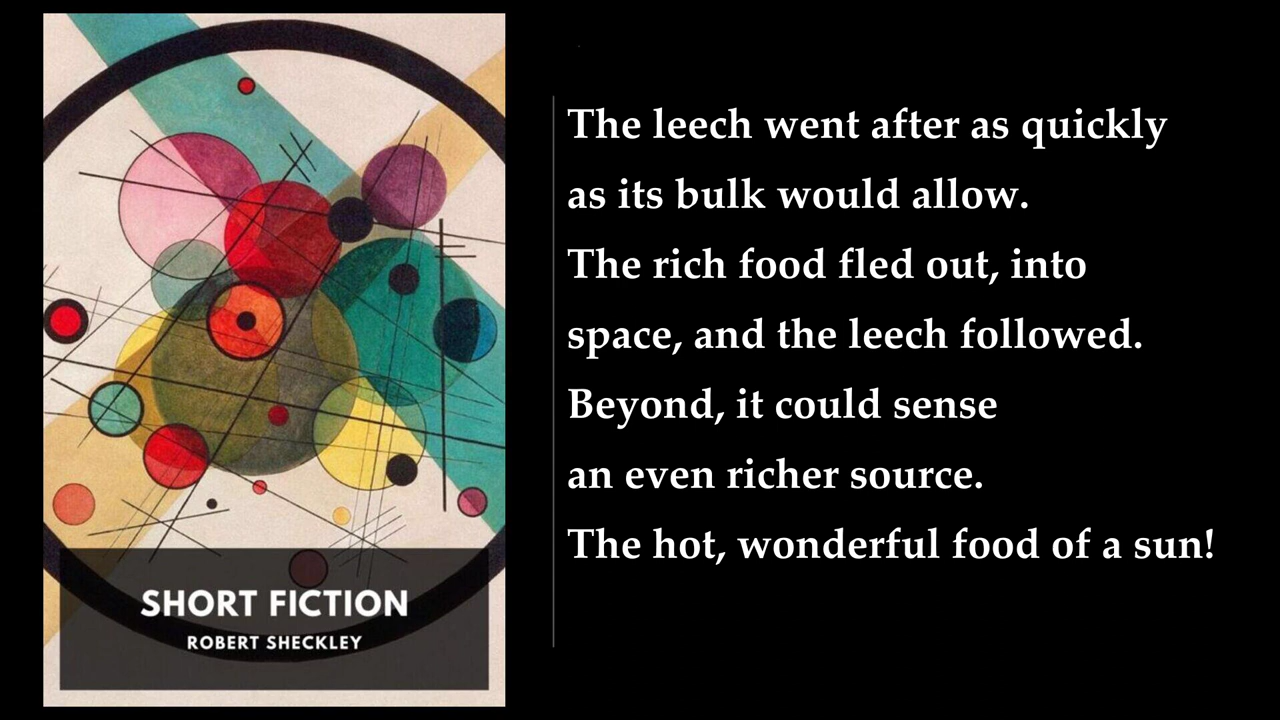 SHORT FICTION
ROBERT SHECKLEY
The leech went after as quickly
as its bulk would allow.
The rich food fled out, into
space, and the leech followed.
Beyond, it could sense
an even richer source.
The hot, wonderful food of a sun!